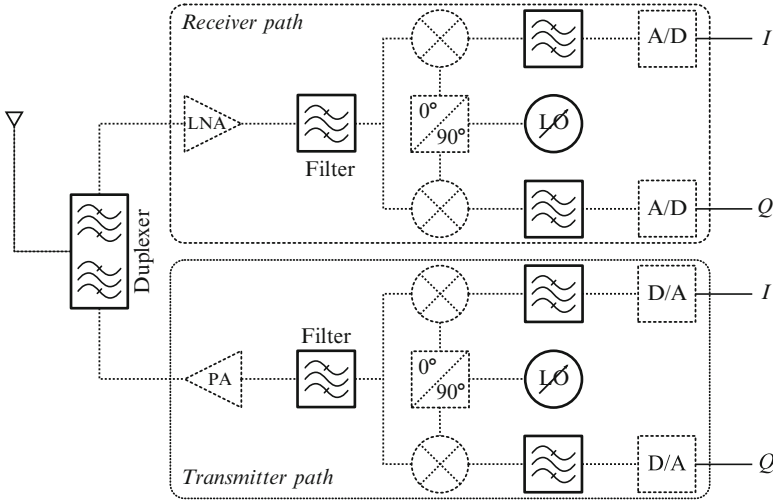 Receiver path
A/D
I
LNA
0°
90°
LO
Filter
A/D
Q
Duplexer
D/A
I
Filter
PA
0°
90°
LO
D/A
Q
Transmitter path